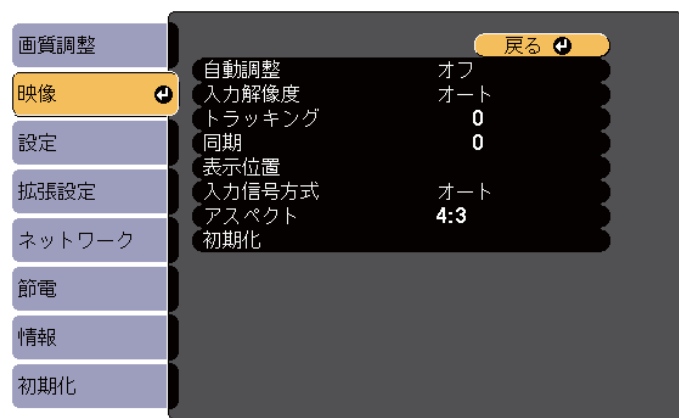 画質調整
映像
設定
拡張設定
ネットワーク
節電
情報
初期化
戻る
自動調整 オフ
入力解像度 オート
トラッキング 0
同期 0
表示位置
入力信号方式 オート
アスペクト 4:3
初期化